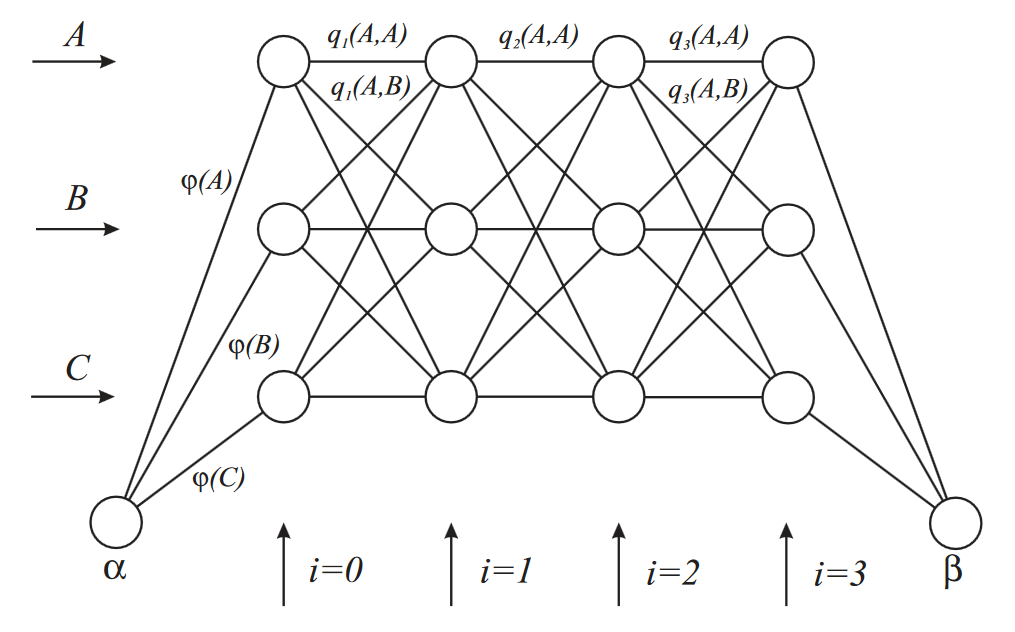 A
q₁(A,A)
q₂(A,A)
q₃(A,A)
q₁(A,B)
q₃(A,B)
φ(A)
B
φ(B)
C
φ(C)
α
i=0
i=1
i=2
i=3
β